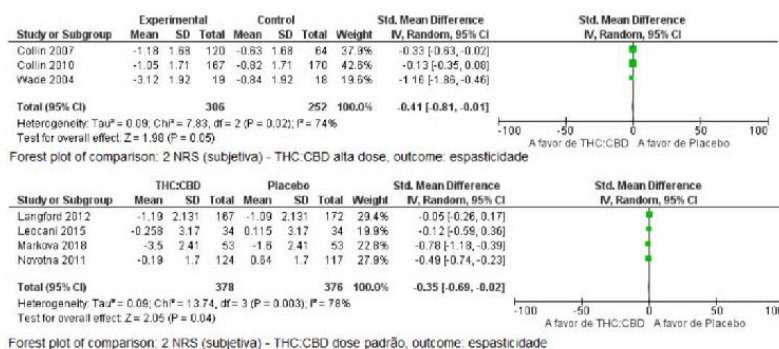 Experimental Control Std. Mean Difference Std. Mean Difference
Study or Subgroup Mean SD Total Mean SD Total Weight IV, Random, 95% CI IV, Random, 95% CI
Collin 2007 -1.18 1.68 120 -0.63 1.68 64 37.9% -0.33 [-0.63, -0.02]
Collin 2010 -1.05 1.71 167 -0.82 1.71 170 42.6% -0.13 [-0.35, 0.08]
Wade 2004 -3.12 1.92 19 -0.84 1.92 18 19.6% -1.16 [-1.86, -0.46]
Total (95% CI) 306 252 100.0% -0.41 [-0.81, -0.01]
Heterogeneity: Tau² = 0.09; Chi² = 7.83, df = 2 (P = 0.02); I² = 74%
Test for overall effect: Z = 1.98 (P = 0.05)
-100 -50 0 50 100
A favor de THC:CBD A favor de Placebo
Forest plot of comparison: 2 NRS (subjetiva) - THC:CBD alta dose, outcome: espasticidade
THC:CBD Placebo Std. Mean Difference Std. Mean Difference
Study or Subgroup Mean SD Total Mean SD Total Weight IV, Random, 95% CI IV, Random, 95% CI
Langford 2012 -1.19 2.131 167 -1.09 2.131 172 29.4% -0.05 [-0.26, 0.17]
Leocani 2015 -0.258 3.17 34 0.115 3.17 34 19.9% -0.12 [-0.59, 0.36]
Markova 2018 -3.5 2.41 53 -1.6 2.41 53 22.8% -0.78 [-1.18, -0.39]
Novotna 2011 -0.19 1.7 124 0.64 1.7 117 27.9% -0.49 [-0.74, -0.23]
Total (95% CI) 378 376 100.0% -0.35 [-0.69, -0.02]
Heterogeneity: Tau² = 0.09; Chi² = 13.74, df = 3 (P = 0.003); I² = 78%
Test for overall effect: Z = 2.05 (P = 0.04)
-100 -50 0 50 100
A favor de THC:CBD A favor de Placebo
Forest plot of comparison: 2 NRS (subjetiva) - THC:CBD dose padrão, outcome: espasticidade